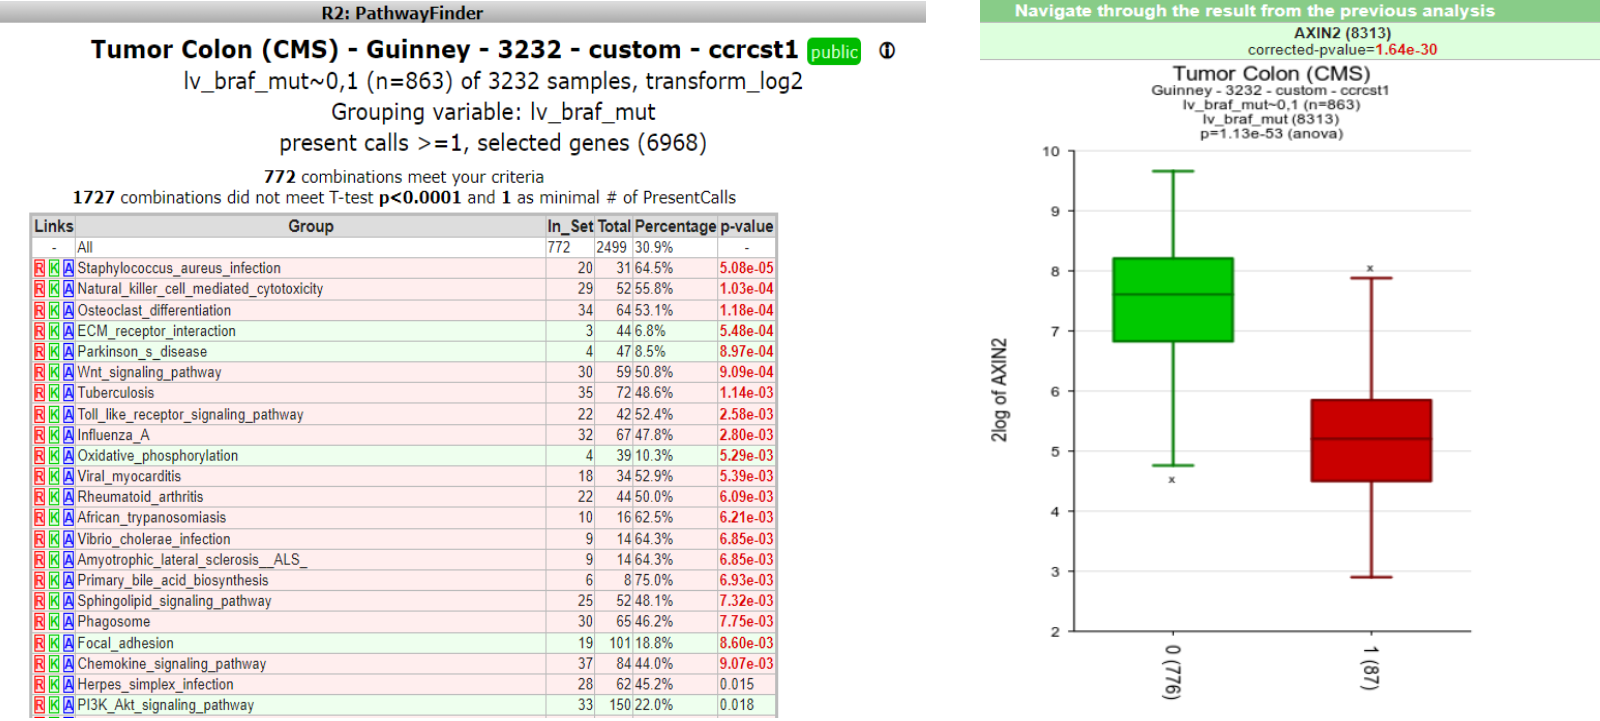 R2: PathwayFinder
Tumor Colon (CMS) - Guinney - 3232 - custom - ccrcst1 public
lv_braf_mut~0,1 (n=863) of 3232 samples, transform_log2
Grouping variable: lv_braf_mut
present calls >=1, selected genes (6968)
772 combinations meet your criteria
1727 combinations did not meet T-test p<0.0001 and 1 as minimal # of PresentCalls
Links Group In_Set Total Percentage p-value
- All 772 2499 30.9% -
R K A Staphylococcus_aureus_infection 20 31 64.5% 5.08e-05
R K A Natural_killer_cell_mediated_cytotoxicity 29 52 55.8% 1.03e-04
R K A Osteoclast_differentiation 34 64 53.1% 1.18e-04
R K A ECM_receptor_interaction 3 44 6.8% 5.48e-04
R K A Parkinson_s_disease 4 47 8.5% 8.97e-04
R K A Wnt_signaling_pathway 30 59 50.8% 9.09e-04
R K A Tuberculosis 35 72 48.6% 1.14e-03
R K A Toll_like_receptor_signaling_pathway 22 42 52.4% 2.58e-03
R K A Influenza_A 32 67 47.8% 2.80e-03
R K A Oxidative_phosphorylation 4 39 10.3% 5.29e-03
R K A Viral_myocarditis 18 34 52.9% 5.39e-03
R K A Rheumatoid_arthritis 22 44 50.0% 6.09e-03
R K A African_trypanosomiasis 10 16 62.5% 6.21e-03
R K A Vibrio_cholerae_infection 9 14 64.3% 6.85e-03
R K A Amyotrophic_lateral_sclerosis__ALS_ 9 14 64.3% 6.85e-03
R K A Primary_bile_acid_biosynthesis 6 8 75.0% 6.93e-03
R K A Sphingolipid_signaling_pathway 25 52 48.1% 7.32e-03
R K A Phagosome 30 65 46.2% 7.75e-03
R K A Focal_adhesion 19 101 18.8% 8.60e-03
R K A Chemokine_signaling_pathway 37 84 44.0% 9.07e-03
R K A Herpes_simplex_infection 28 62 45.2% 0.015
R K A PI3K_Akt_signaling_pathway 33 150 22.0% 0.018
Navigate through the result from the previous analysis
AXIN2 (8313)
corrected-pvalue=1.64e-30
Tumor Colon (CMS)
Guinney - 3232 - custom - ccrcst1
lv_braf_mut~0,1 (n=863)
lv_braf_mut (8313)
p=1.13e-53 (anova)
2log of AXIN2
10
9
8
7
6
5
4
3
2
0 (776)
1 (87)